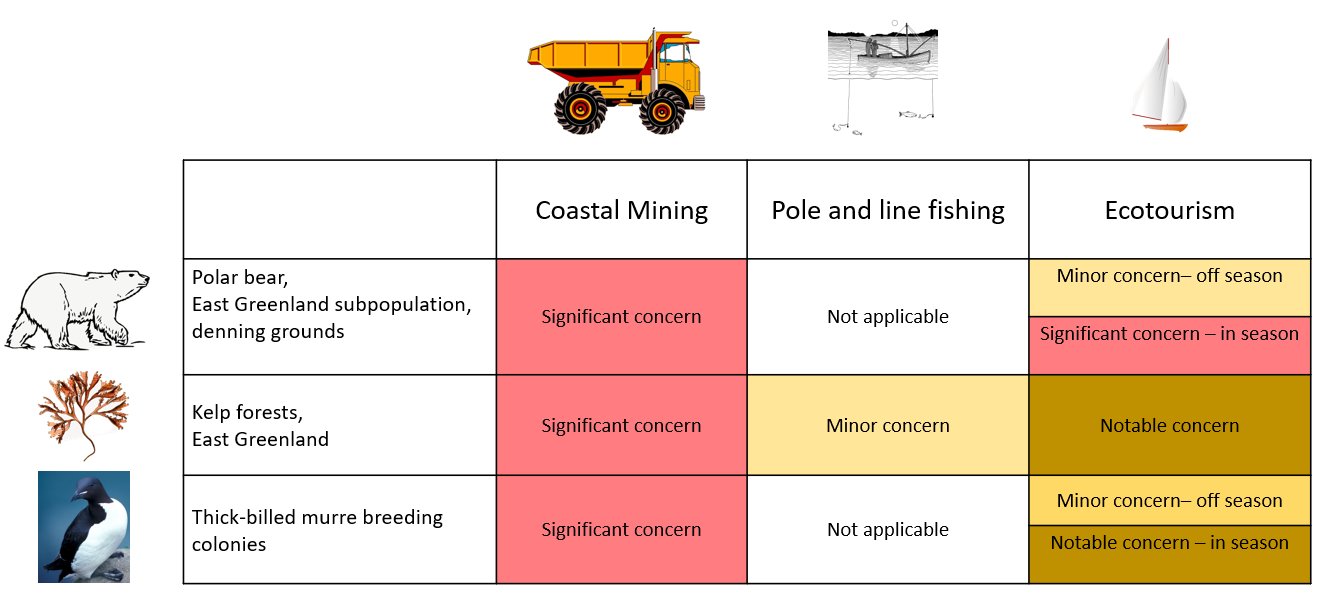 Coastal Mining
Pole and line fishing
Ecotourism
Polar bear,
East Greenland subpopulation,
denning grounds
Significant concern
Not applicable
Minor concern– off season
Significant concern – in season
Kelp forests,
East Greenland
Significant concern
Minor concern
Notable concern
Thick-billed murre breeding
colonies
Significant concern
Not applicable
Minor concern– off season
Notable concern – in season